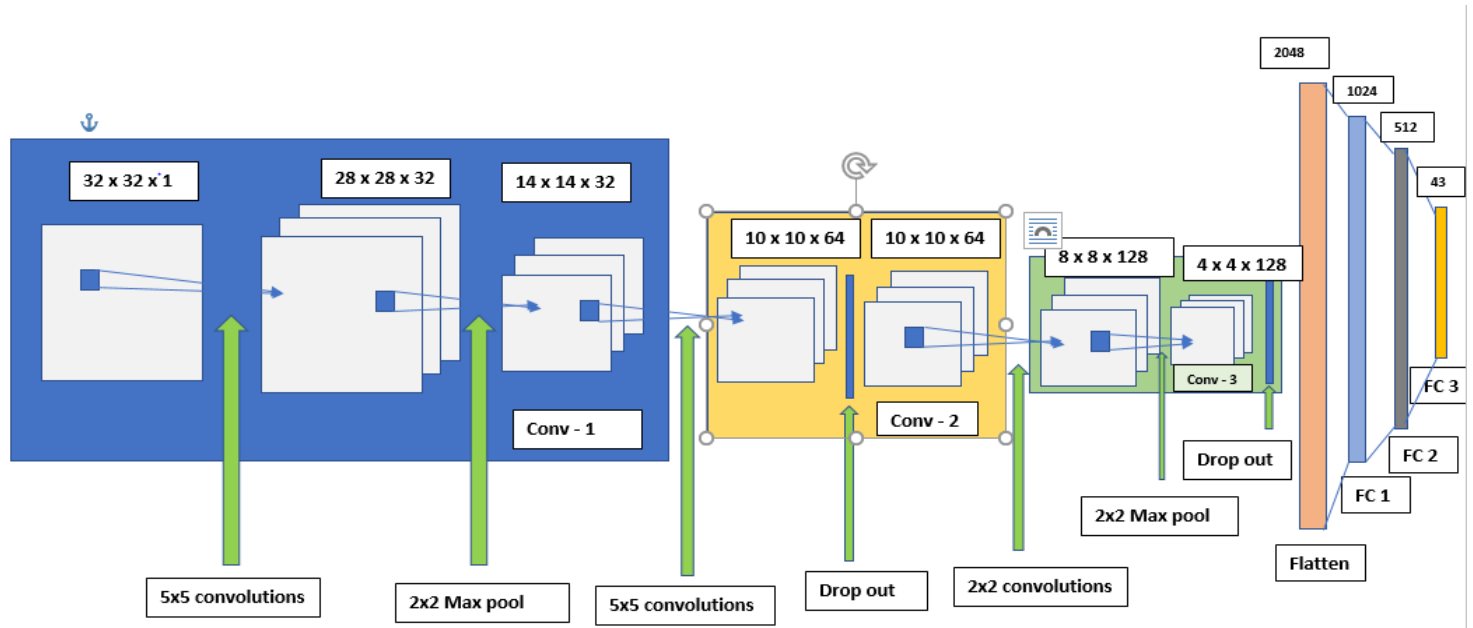 2048
1024
512
43
32 x 32 x 1
28 x 28 x 32
14 x 14 x 32
10 x 10 x 64
10 x 10 x 64
8 x 8 x 128
4 x 4 x 128
Conv - 1
Conv - 2
Conv - 3
FC 3
FC 2
FC 1
Drop out
2x2 Max pool
Flatten
5x5 convolutions
2x2 Max pool
5x5 convolutions
Drop out
2x2 convolutions